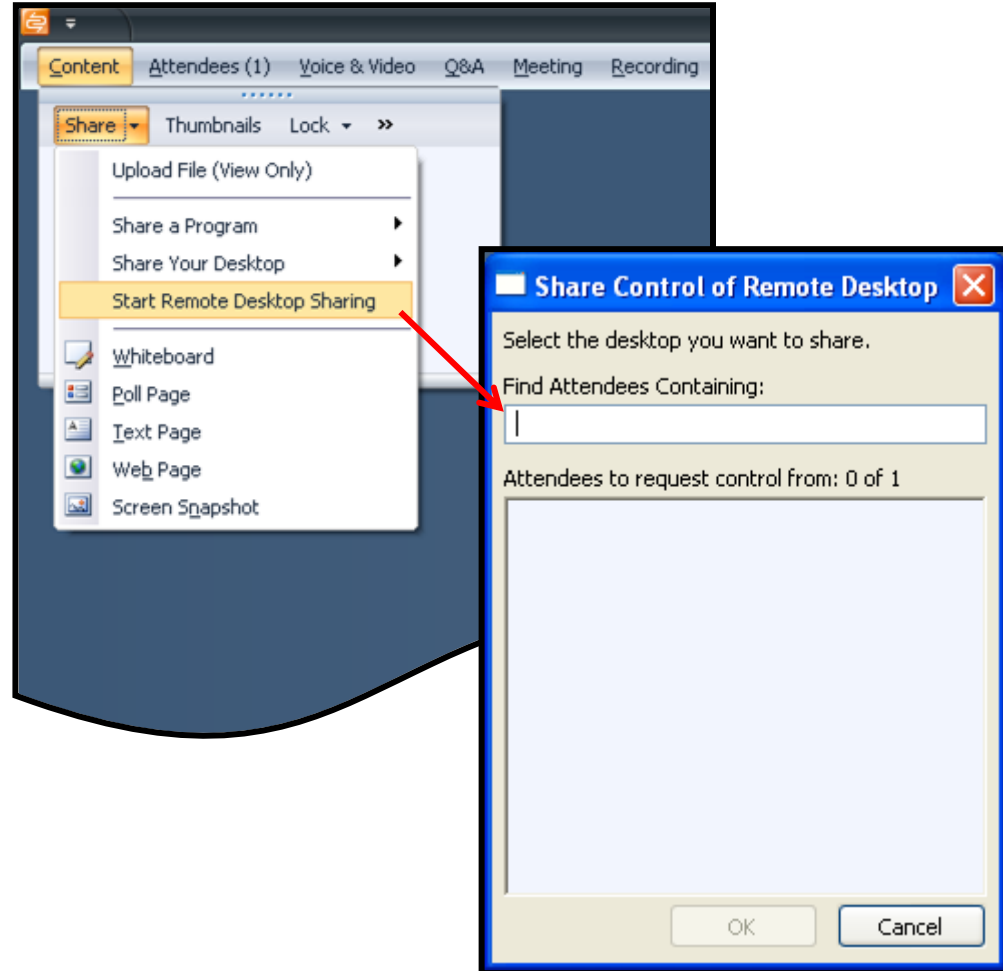 Content Attendees (1) Voice & Video Q&A Meeting Recording
Share Thumbnails Lock »
Upload File (View Only)
Share a Program
Share Your Desktop
Start Remote Desktop Sharing
Whiteboard
Poll Page
Text Page
Web Page
Screen Snapshot
Share Control of Remote Desktop
Select the desktop you want to share.
Find Attendees Containing:
Attendees to request control from: 0 of 1
OK Cancel